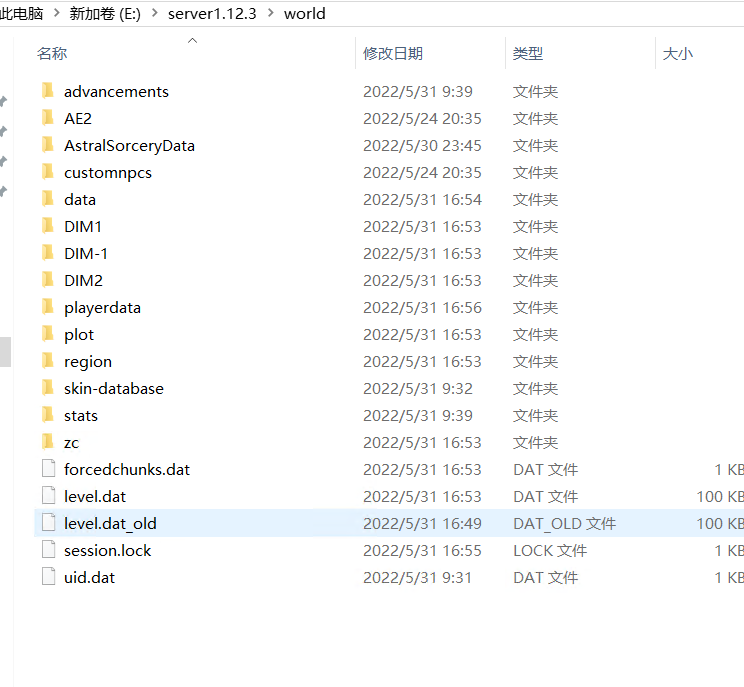 此电脑 > 新加卷 (E:) > server1.12.3 > world
名称 修改日期 类型 大小
advancements 2022/5/31 9:39 文件夹
AE2 2022/5/24 20:35 文件夹
AstralSorceryData 2022/5/30 23:45 文件夹
customnpcs 2022/5/24 20:35 文件夹
data 2022/5/31 16:54 文件夹
DIM1 2022/5/31 16:53 文件夹
DIM-1 2022/5/31 16:53 文件夹
DIM2 2022/5/31 16:53 文件夹
playerdata 2022/5/31 16:56 文件夹
plot 2022/5/31 16:53 文件夹
region 2022/5/31 16:53 文件夹
skin-database 2022/5/31 9:32 文件夹
stats 2022/5/31 9:39 文件夹
zc 2022/5/31 16:53 文件夹
forcedchunks.dat 2022/5/31 16:53 DAT 文件 1 KB
level.dat 2022/5/31 16:53 DAT 文件 100 KB
level.dat_old 2022/5/31 16:49 DAT_OLD 文件 100 KB
session.lock 2022/5/31 16:55 LOCK 文件 1 KB
uid.dat 2022/5/31 9:31 DAT 文件 1 KB